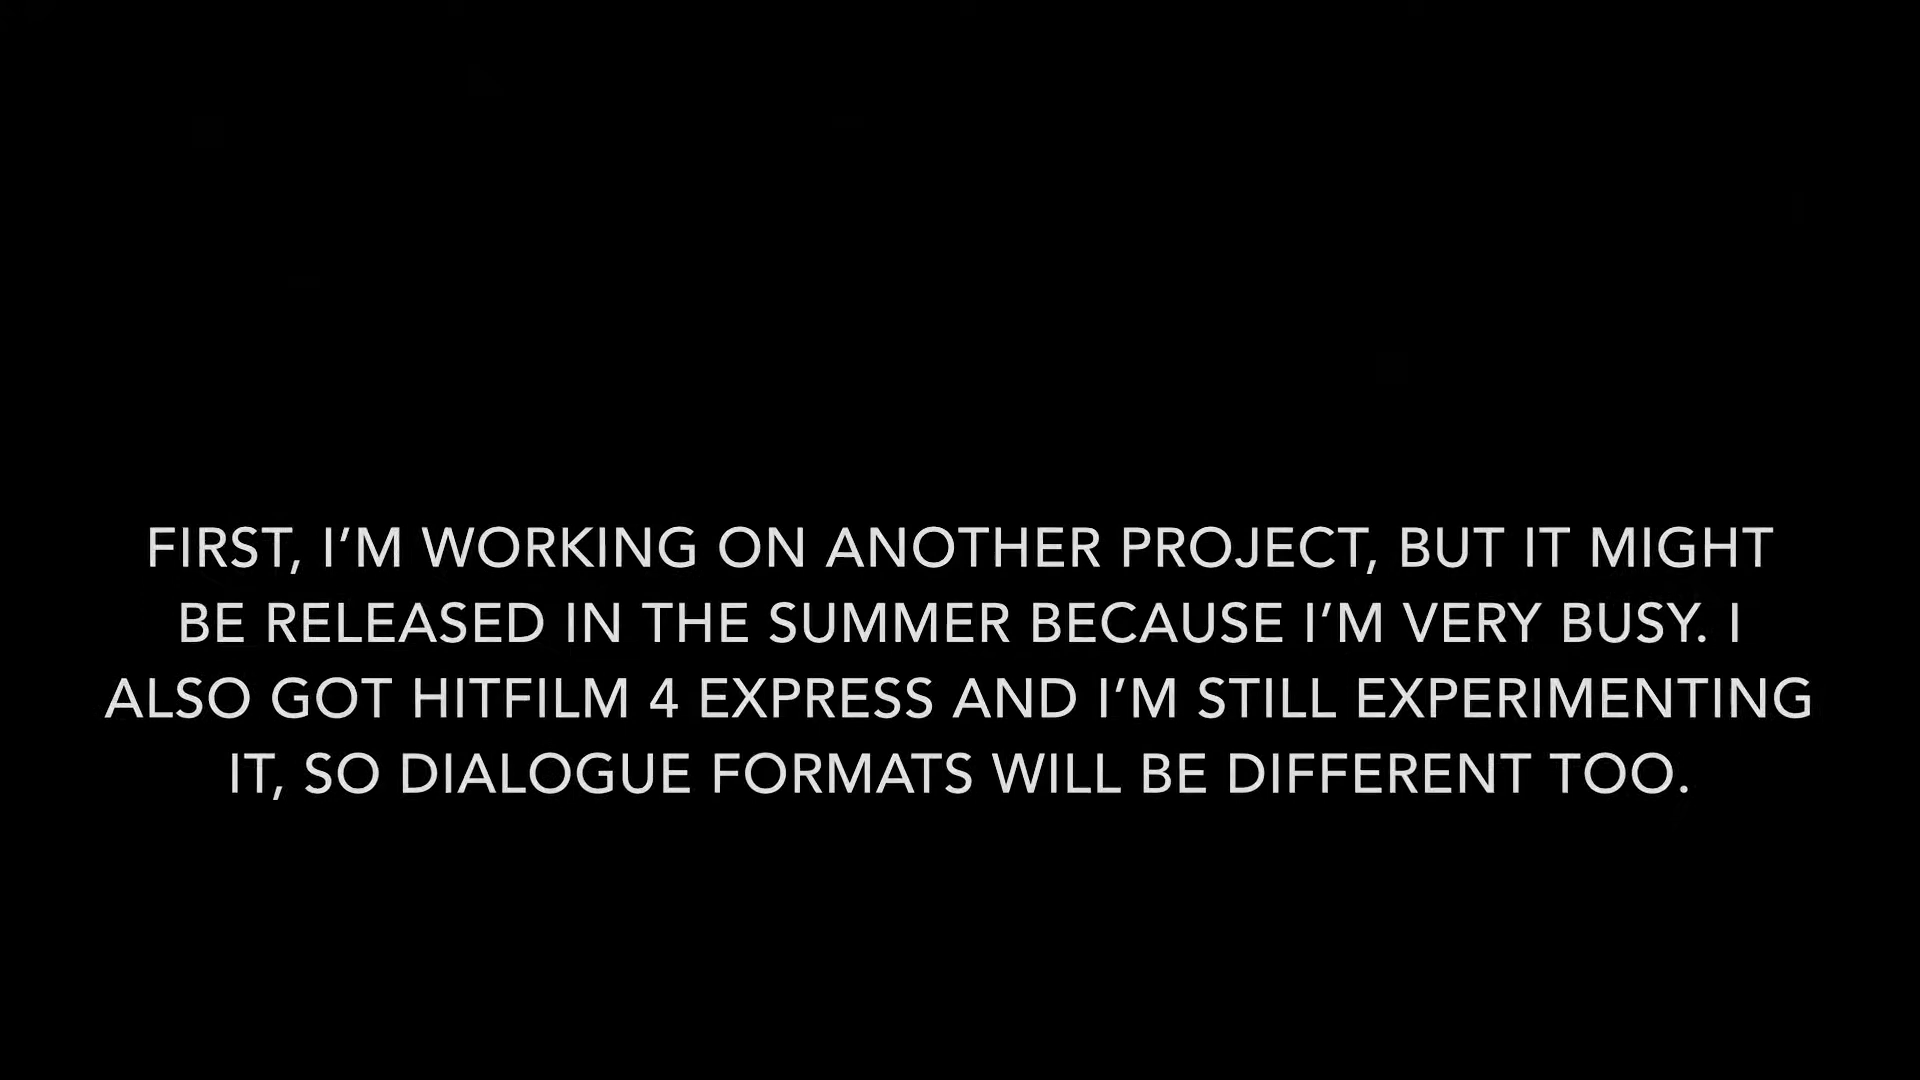 FIRST, I’M WORKING ON ANOTHER PROJECT, BUT IT MIGHT
BE RELEASED IN THE SUMMER BECAUSE I’M VERY BUSY. I
ALSO GOT HITFILM 4 EXPRESS AND I’M STILL EXPERIMENTING
IT, SO DIALOGUE FORMATS WILL BE DIFFERENT TOO.